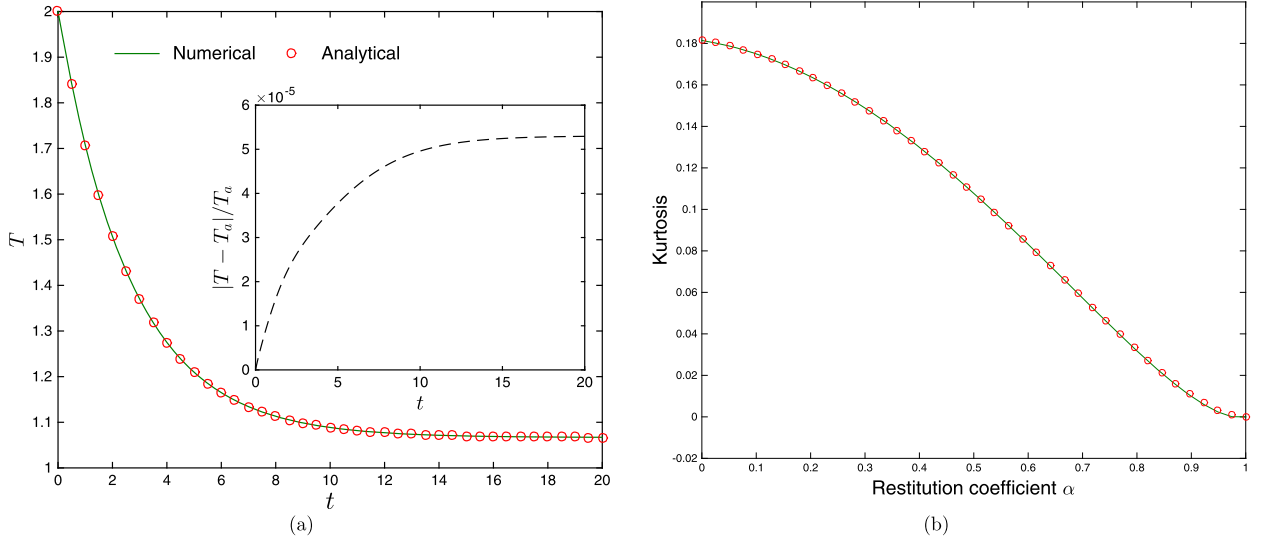 2
1.9
1.8
1.7
1.6
1.5
1.4
1.3
1.2
1.1
1
T
0 2 4 6 8 10 12 14 16 18 20
t
Numerical Analytical
×10^-5
6
5
4
3
2
1
0
|T − T_a|/T_a
0 5 10 15 20
t
(a)
0.18
0.16
0.14
0.12
0.1
0.08
0.06
0.04
0.02
0
-0.02
Kurtosis
0 0.1 0.2 0.3 0.4 0.5 0.6 0.7 0.8 0.9 1
Restitution coefficient α
(b)